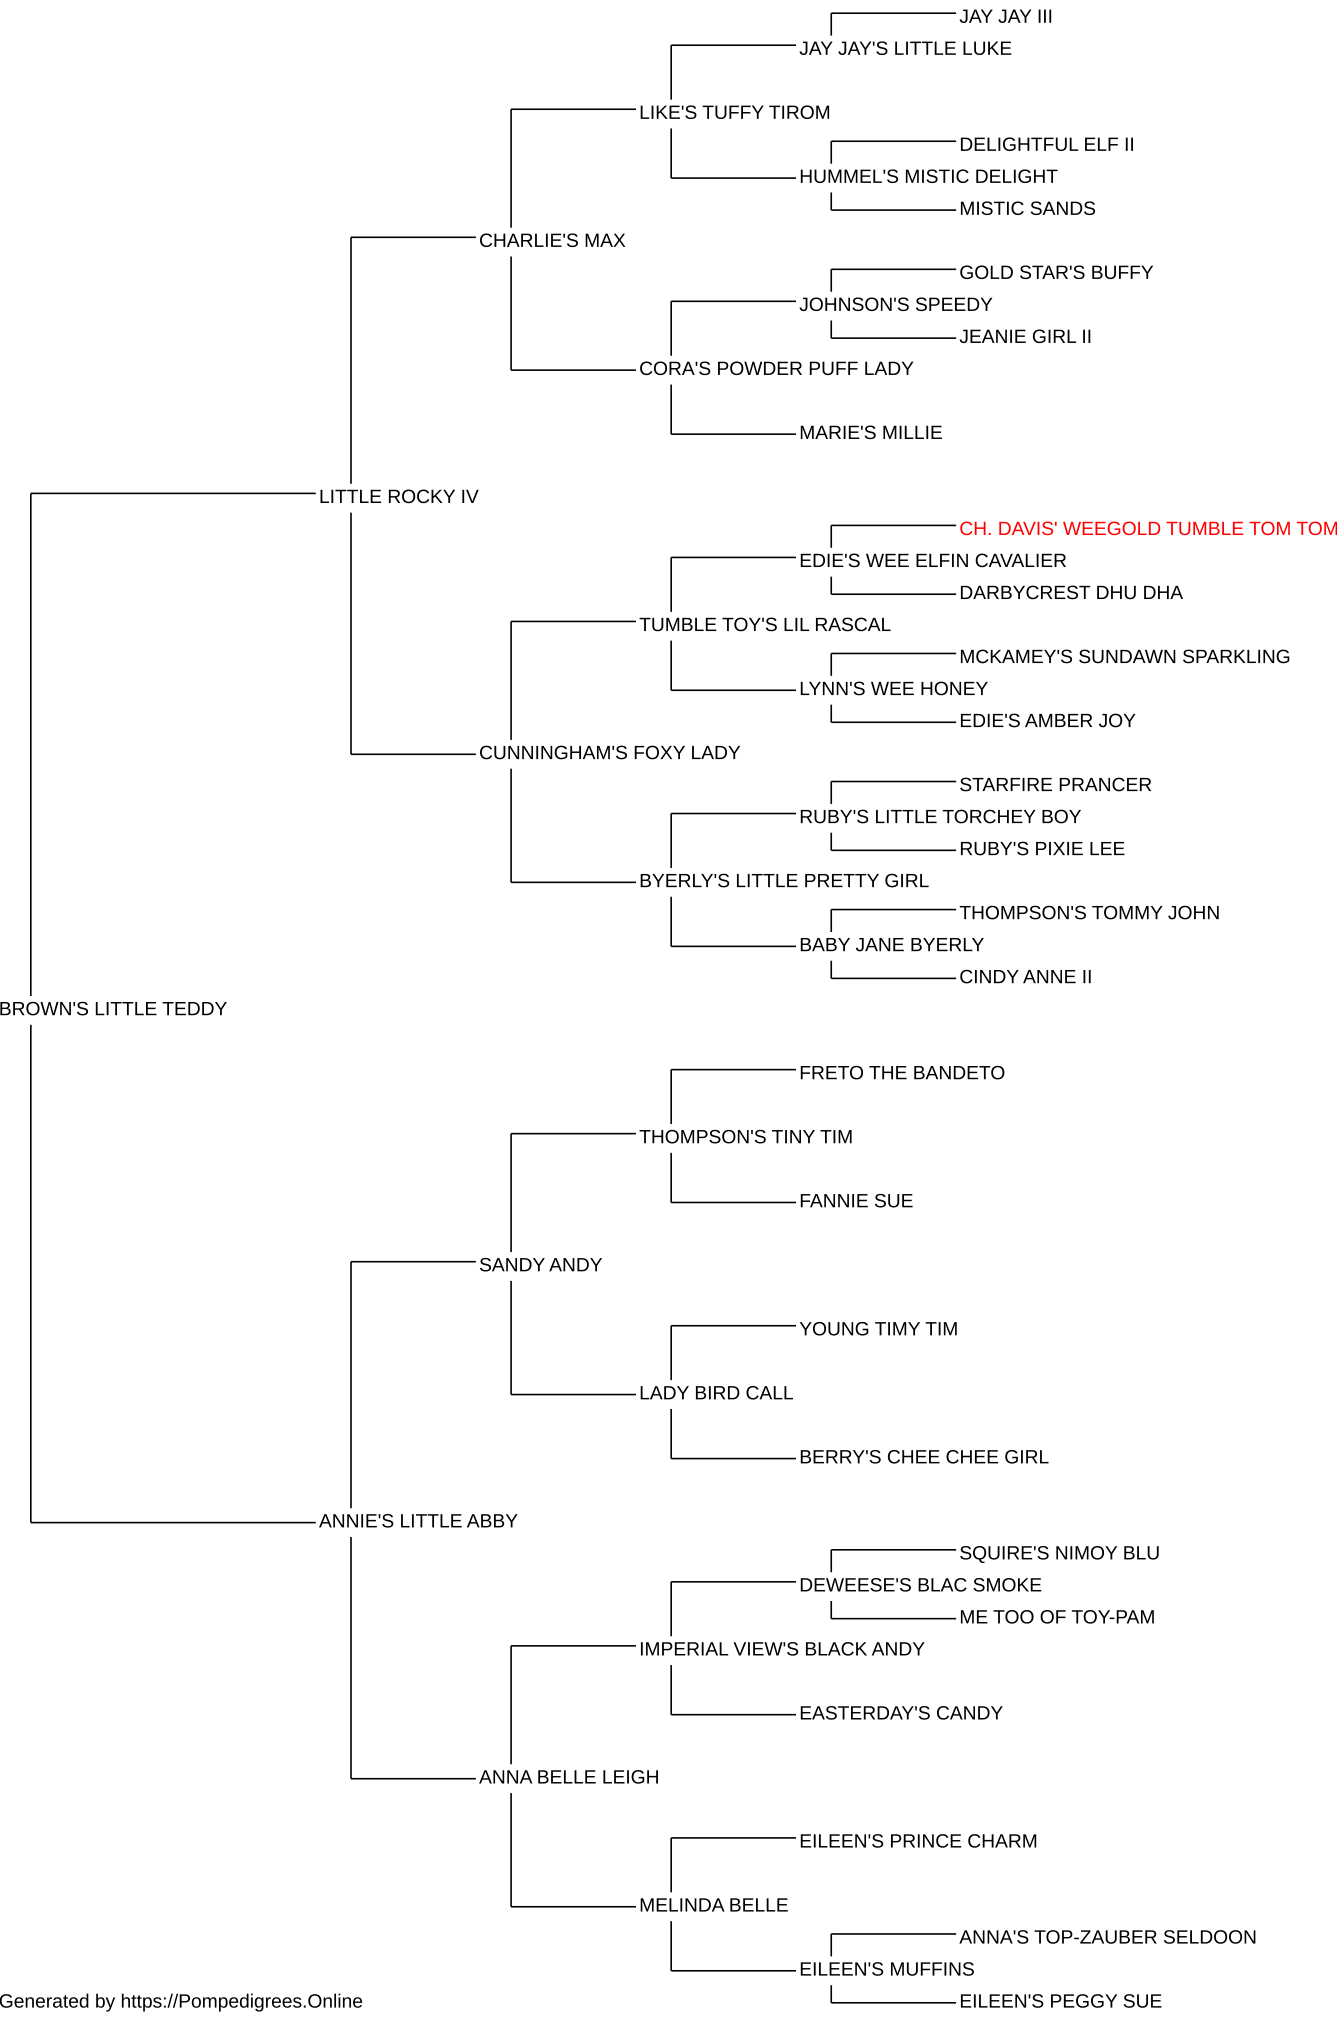 JAY JAY III
JAY JAY'S LITTLE LUKE
LIKE'S TUFFY TIROM
DELIGHTFUL ELF II
HUMMEL'S MISTIC DELIGHT
MISTIC SANDS
CHARLIE'S MAX
GOLD STAR'S BUFFY
JOHNSON'S SPEEDY
JEANIE GIRL II
CORA'S POWDER PUFF LADY
MARIE'S MILLIE
LITTLE ROCKY IV
CH. DAVIS' WEEGOLD TUMBLE TOM TOM
EDIE'S WEE ELFIN CAVALIER
DARBYCREST DHU DHA
TUMBLE TOY'S LIL RASCAL
MCKAMEY'S SUNDAWN SPARKLING
LYNN'S WEE HONEY
EDIE'S AMBER JOY
CUNNINGHAM'S FOXY LADY
STARFIRE PRANCER
RUBY'S LITTLE TORCHEY BOY
RUBY'S PIXIE LEE
BYERLY'S LITTLE PRETTY GIRL
THOMPSON'S TOMMY JOHN
BABY JANE BYERLY
CINDY ANNE II
BROWN'S LITTLE TEDDY
FRETO THE BANDETO
THOMPSON'S TINY TIM
FANNIE SUE
SANDY ANDY
YOUNG TIMY TIM
LADY BIRD CALL
BERRY'S CHEE CHEE GIRL
ANNIE'S LITTLE ABBY
SQUIRE'S NIMOY BLU
DEWEESE'S BLAC SMOKE
ME TOO OF TOY-PAM
IMPERIAL VIEW'S BLACK ANDY
EASTERDAY'S CANDY
ANNA BELLE LEIGH
EILEEN'S PRINCE CHARM
MELINDA BELLE
ANNA'S TOP-ZAUBER SELDOON
EILEEN'S MUFFINS
EILEEN'S PEGGY SUE
Generated by https://Pompedigrees.Online